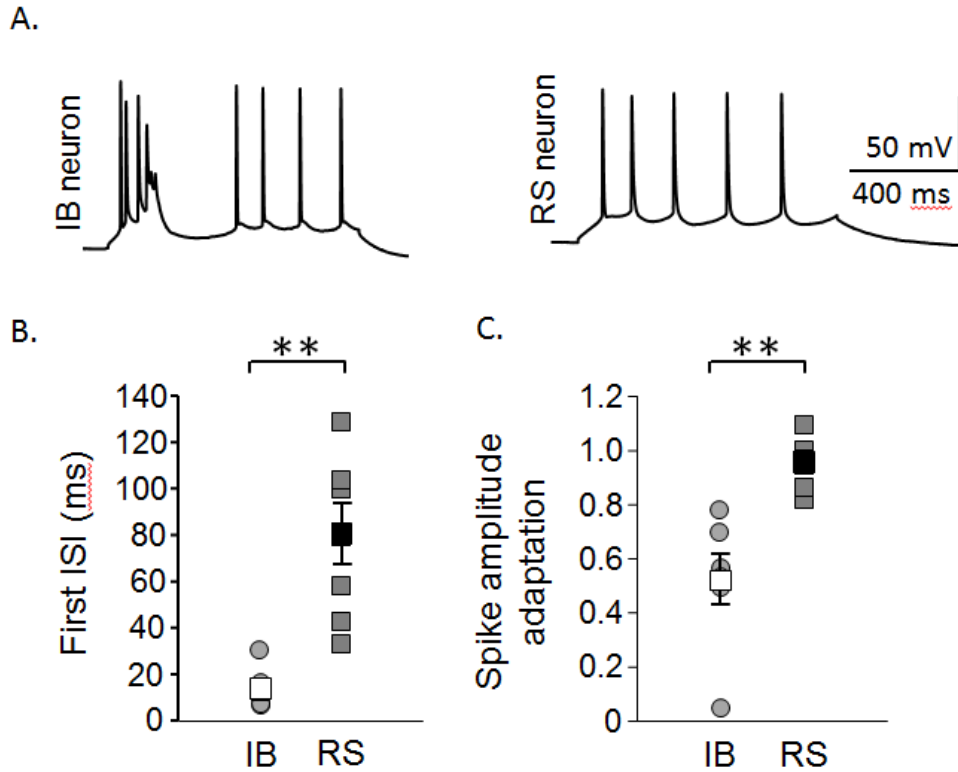 A.
IB neuron
RS neuron
50 mV
400 ms
B.
**
First ISI (ms)
140
120
100
80
60
40
20
0
IB RS
C.
**
Spike amplitude
adaptation
1.2
1.0
0.8
0.6
0.4
0.2
0
IB RS